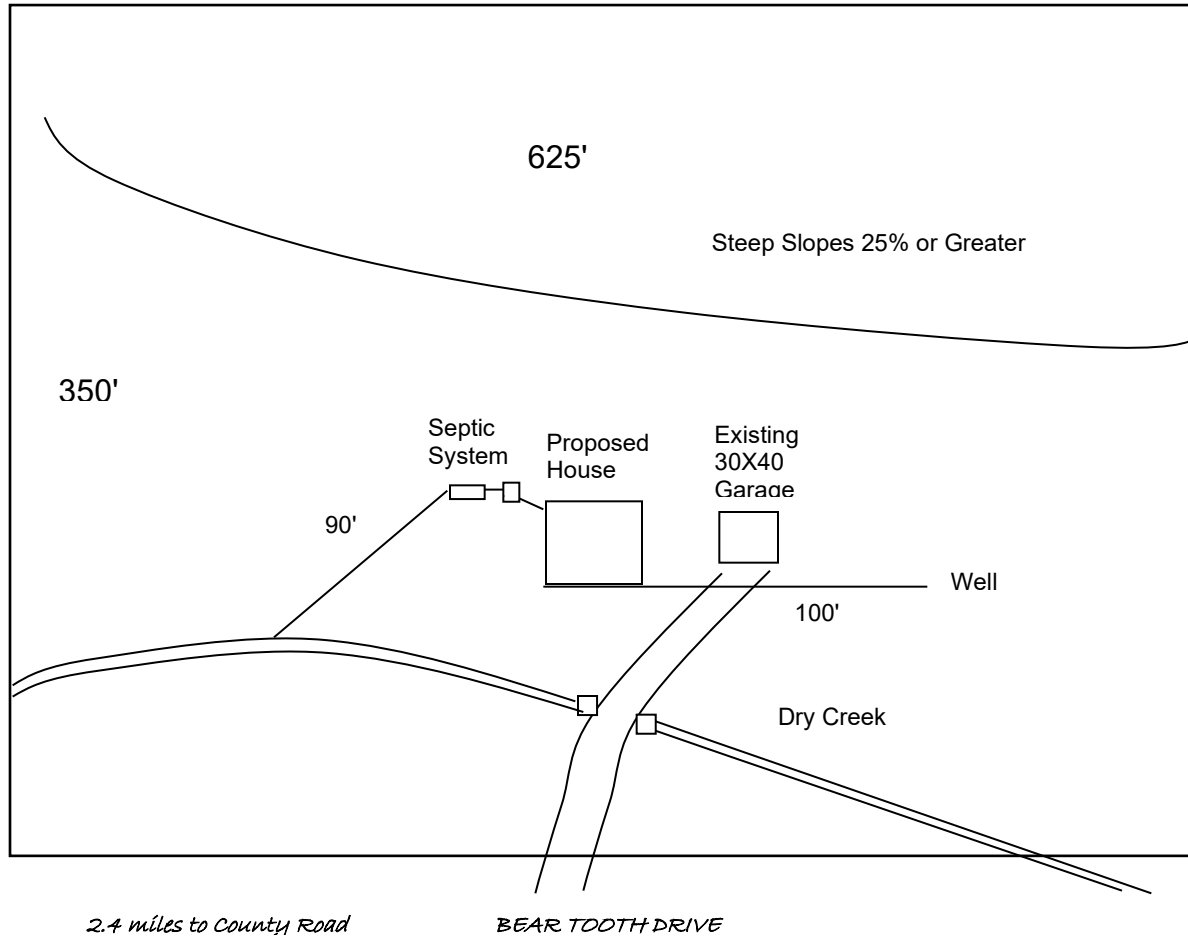 625'
Steep Slopes 25% or Greater
350'
Septic
System
Proposed
House
Existing
30X40
Garage
90'
Well
100'
Dry Creek
2.4 miles to County Road
BEAR TOOTH DRIVE